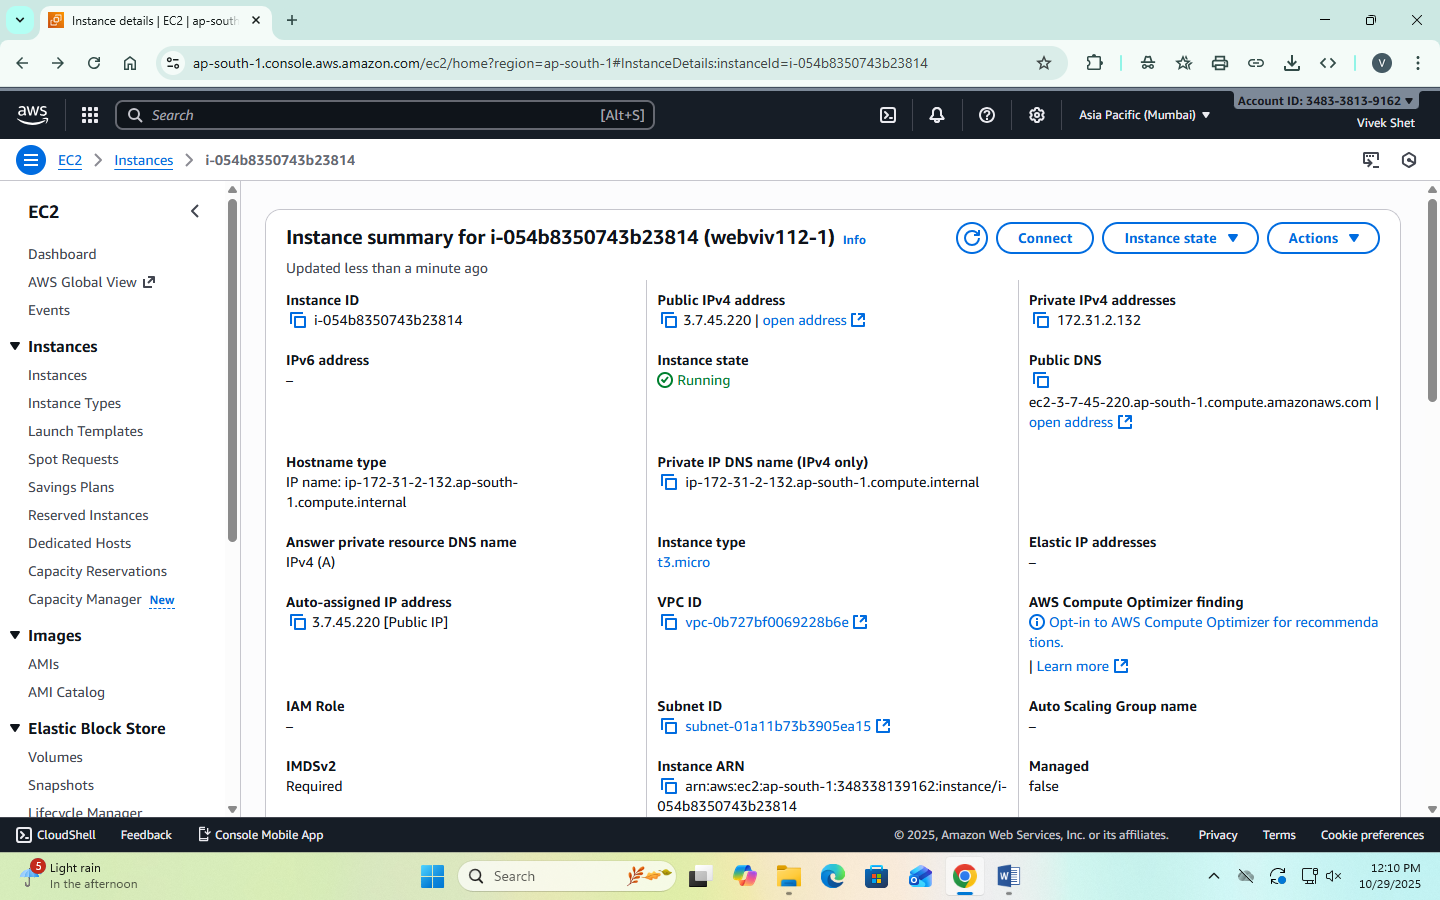 Instance details | EC2 | ap-south
ap-south-1.console.aws.amazon.com/ec2/home?region=ap-south-1#InstanceDetails:instanceId=i-054b8350743b23814
V
aws
Search
[Alt+S]
Asia Pacific (Mumbai)
Account ID: 3483-3813-9162
Vivek Shet
EC2
Instances
i-054b8350743b23814
EC2
Dashboard
AWS Global View
Events
Instances
Instances
Instance Types
Launch Templates
Spot Requests
Savings Plans
Reserved Instances
Dedicated Hosts
Capacity Reservations
Capacity Manager New
Images
AMIs
AMI Catalog
Elastic Block Store
Volumes
Snapshots
Lifecycle Manager
Instance summary for i-054b8350743b23814 (webviv112-1) Info
Updated less than a minute ago
Connect
Instance state
Actions
Instance ID
i-054b8350743b23814
Public IPv4 address
3.7.45.220 | open address
Private IPv4 addresses
172.31.2.132
IPv6 address
–
Instance state
Running
Public DNS
ec2-3-7-45-220.ap-south-1.compute.amazonaws.com |
open address
Hostname type
IP name: ip-172-31-2-132.ap-south-
1.compute.internal
Private IP DNS name (IPv4 only)
ip-172-31-2-132.ap-south-1.compute.internal
Answer private resource DNS name
IPv4 (A)
Instance type
t3.micro
Elastic IP addresses
–
Auto-assigned IP address
3.7.45.220 [Public IP]
VPC ID
vpc-0b727bf0069228b6e
AWS Compute Optimizer finding
Opt-in to AWS Compute Optimizer for recommenda
tions.
| Learn more
IAM Role
–
Subnet ID
subnet-01a11b73b3905ea15
Auto Scaling Group name
–
IMDSv2
Required
Instance ARN
arn:aws:ec2:ap-south-1:348338139162:instance/i-
054b8350743b23814
Managed
false
CloudShell
Feedback
Console Mobile App
© 2025, Amazon Web Services, Inc. or its affiliates.
Privacy
Terms
Cookie preferences
5
Light rain
In the afternoon
Search
12:10 PM
10/29/2025